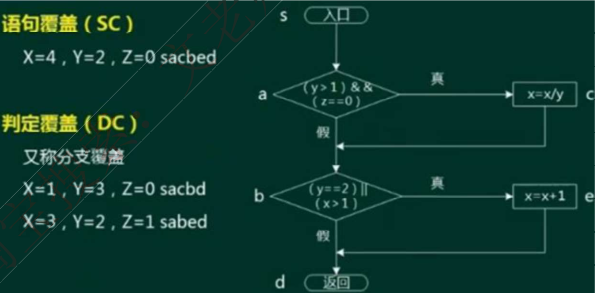 语句覆盖（SC）
X=4，Y=2，Z=0 sacbed
判定覆盖（DC）
又称分支覆盖
X=1，Y=3，Z=0 sacbd
X=3，Y=2，Z=1 sabed
s
入口
a
(y>1)&&
(z==0)
真
x=x/y
c
假
b
(y==2)||
(x>1)
真
x=x+1
e
假
d
返回